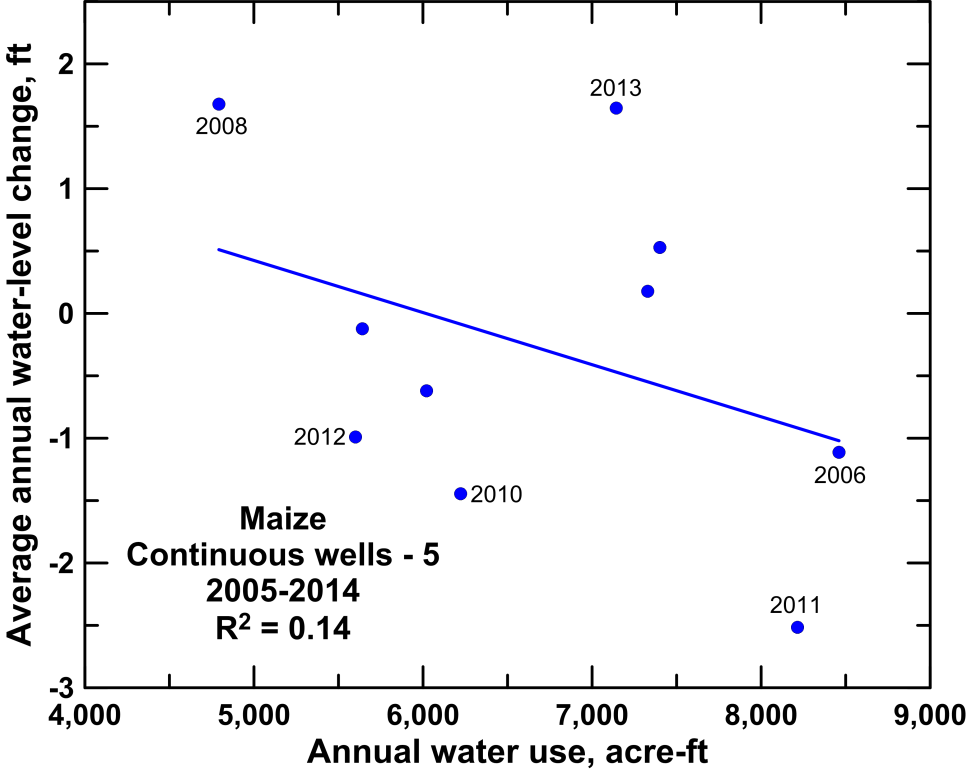 Average annual water-level change, ft
2
1
0
-1
-2
-3
2008
2013
2012
2010
2006
2011
Maize
Continuous wells - 5
2005-2014
R² = 0.14
4,000 5,000 6,000 7,000 8,000 9,000
Annual water use, acre-ft